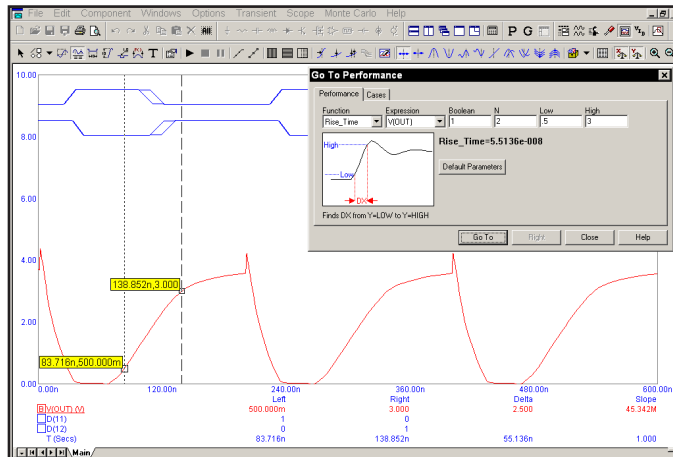 File Edit Component Windows Options Transient Scope Monte Carlo Help
P G
T
10.00
8.00
6.00
4.00
2.00
0.00
Go To Performance
Performance Cases
Function Expression Boolean N Low High
Rise_Time V(OUT) 1 2 .5 3
High
Low
DX
Rise_Time=5.5136e-008
Default Parameters
Finds DX from Y=LOW to Y=HIGH
Go To Right Close Help
138.852n,3.000
83.716n,500.000m
0.00n 120.00n 240.00n 360.00n 480.00n 600.00n
Left Right Delta Slope
V(OUT) (V) 500.000m 3.000 2.500 45.342M
D(11) 1 0
D(12) 0 1
T (Secs) 83.716n 138.852n 55.136n 1.000
Main